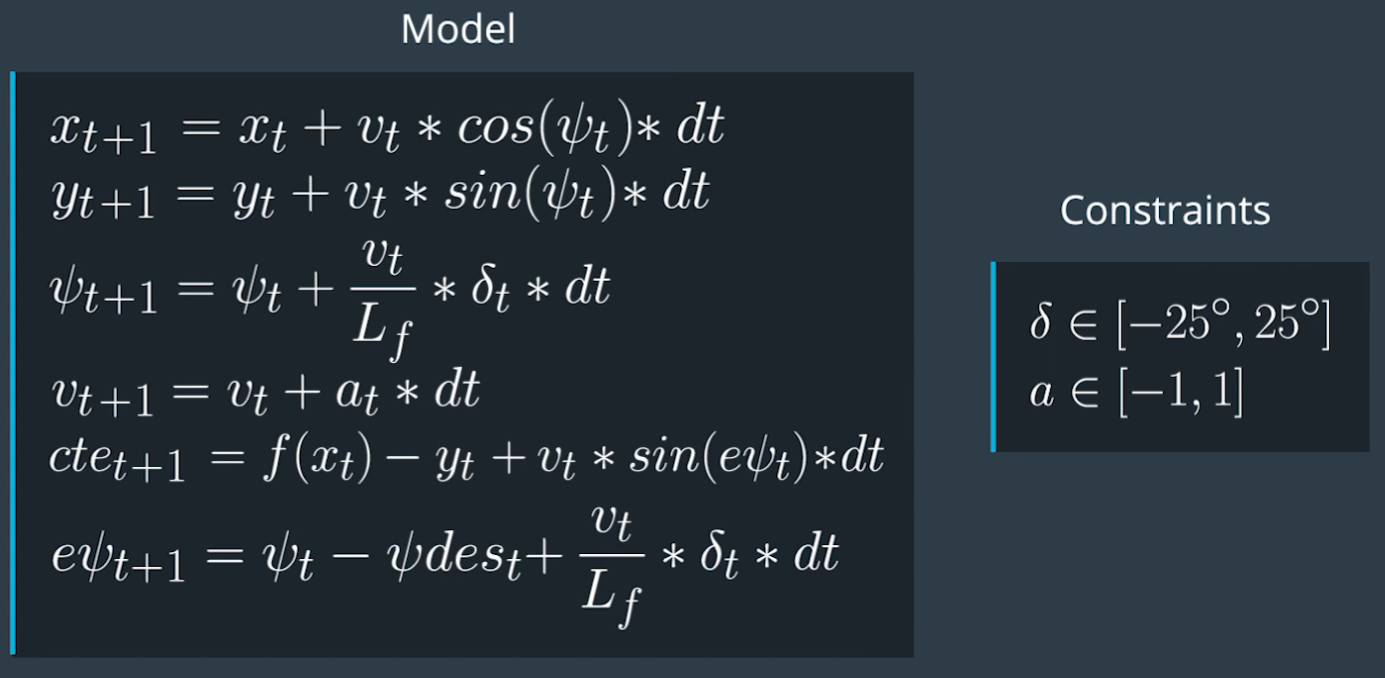 Model
x_{t+1} = x_t + v_t * cos(ψ_t) * dt
y_{t+1} = y_t + v_t * sin(ψ_t) * dt
ψ_{t+1} = ψ_t + \frac{v_t}{L_f} * δ_t * dt
v_{t+1} = v_t + a_t * dt
cte_{t+1} = f(x_t) − y_t + v_t * sin(eψ_t) * dt
eψ_{t+1} = ψ_t − ψdes_t + \frac{v_t}{L_f} * δ_t * dt
Constraints
δ ∈ [−25°, 25°]
a ∈ [−1, 1]